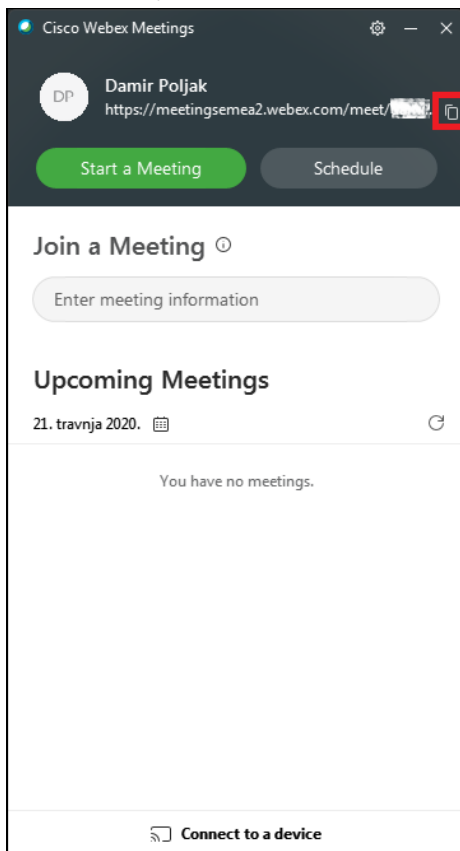 Cisco Webex Meetings
DP
Damir Poljak
https://meetingsemea2.webex.com/meet/
Start a Meeting
Schedule
Join a Meeting
Enter meeting information
Upcoming Meetings
21. travnja 2020.
You have no meetings.
Connect to a device